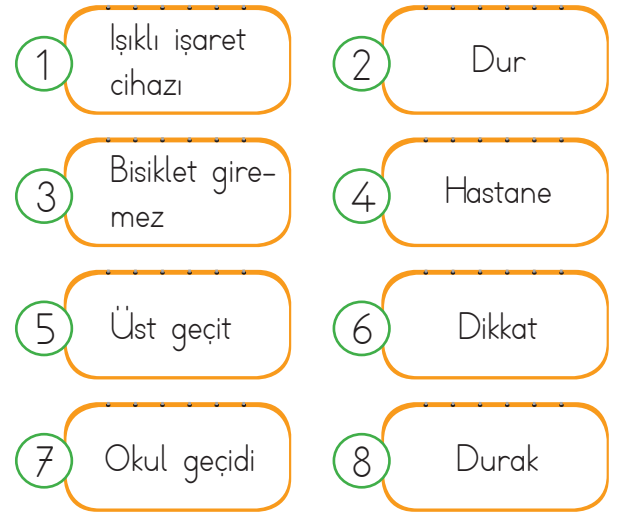 1 Işıklı işaret
cihazı
2 Dur
3 Bisiklet gire-
mez
4 Hastane
5 Üst geçit
6 Dikkat
7 Okul geçidi
8 Durak